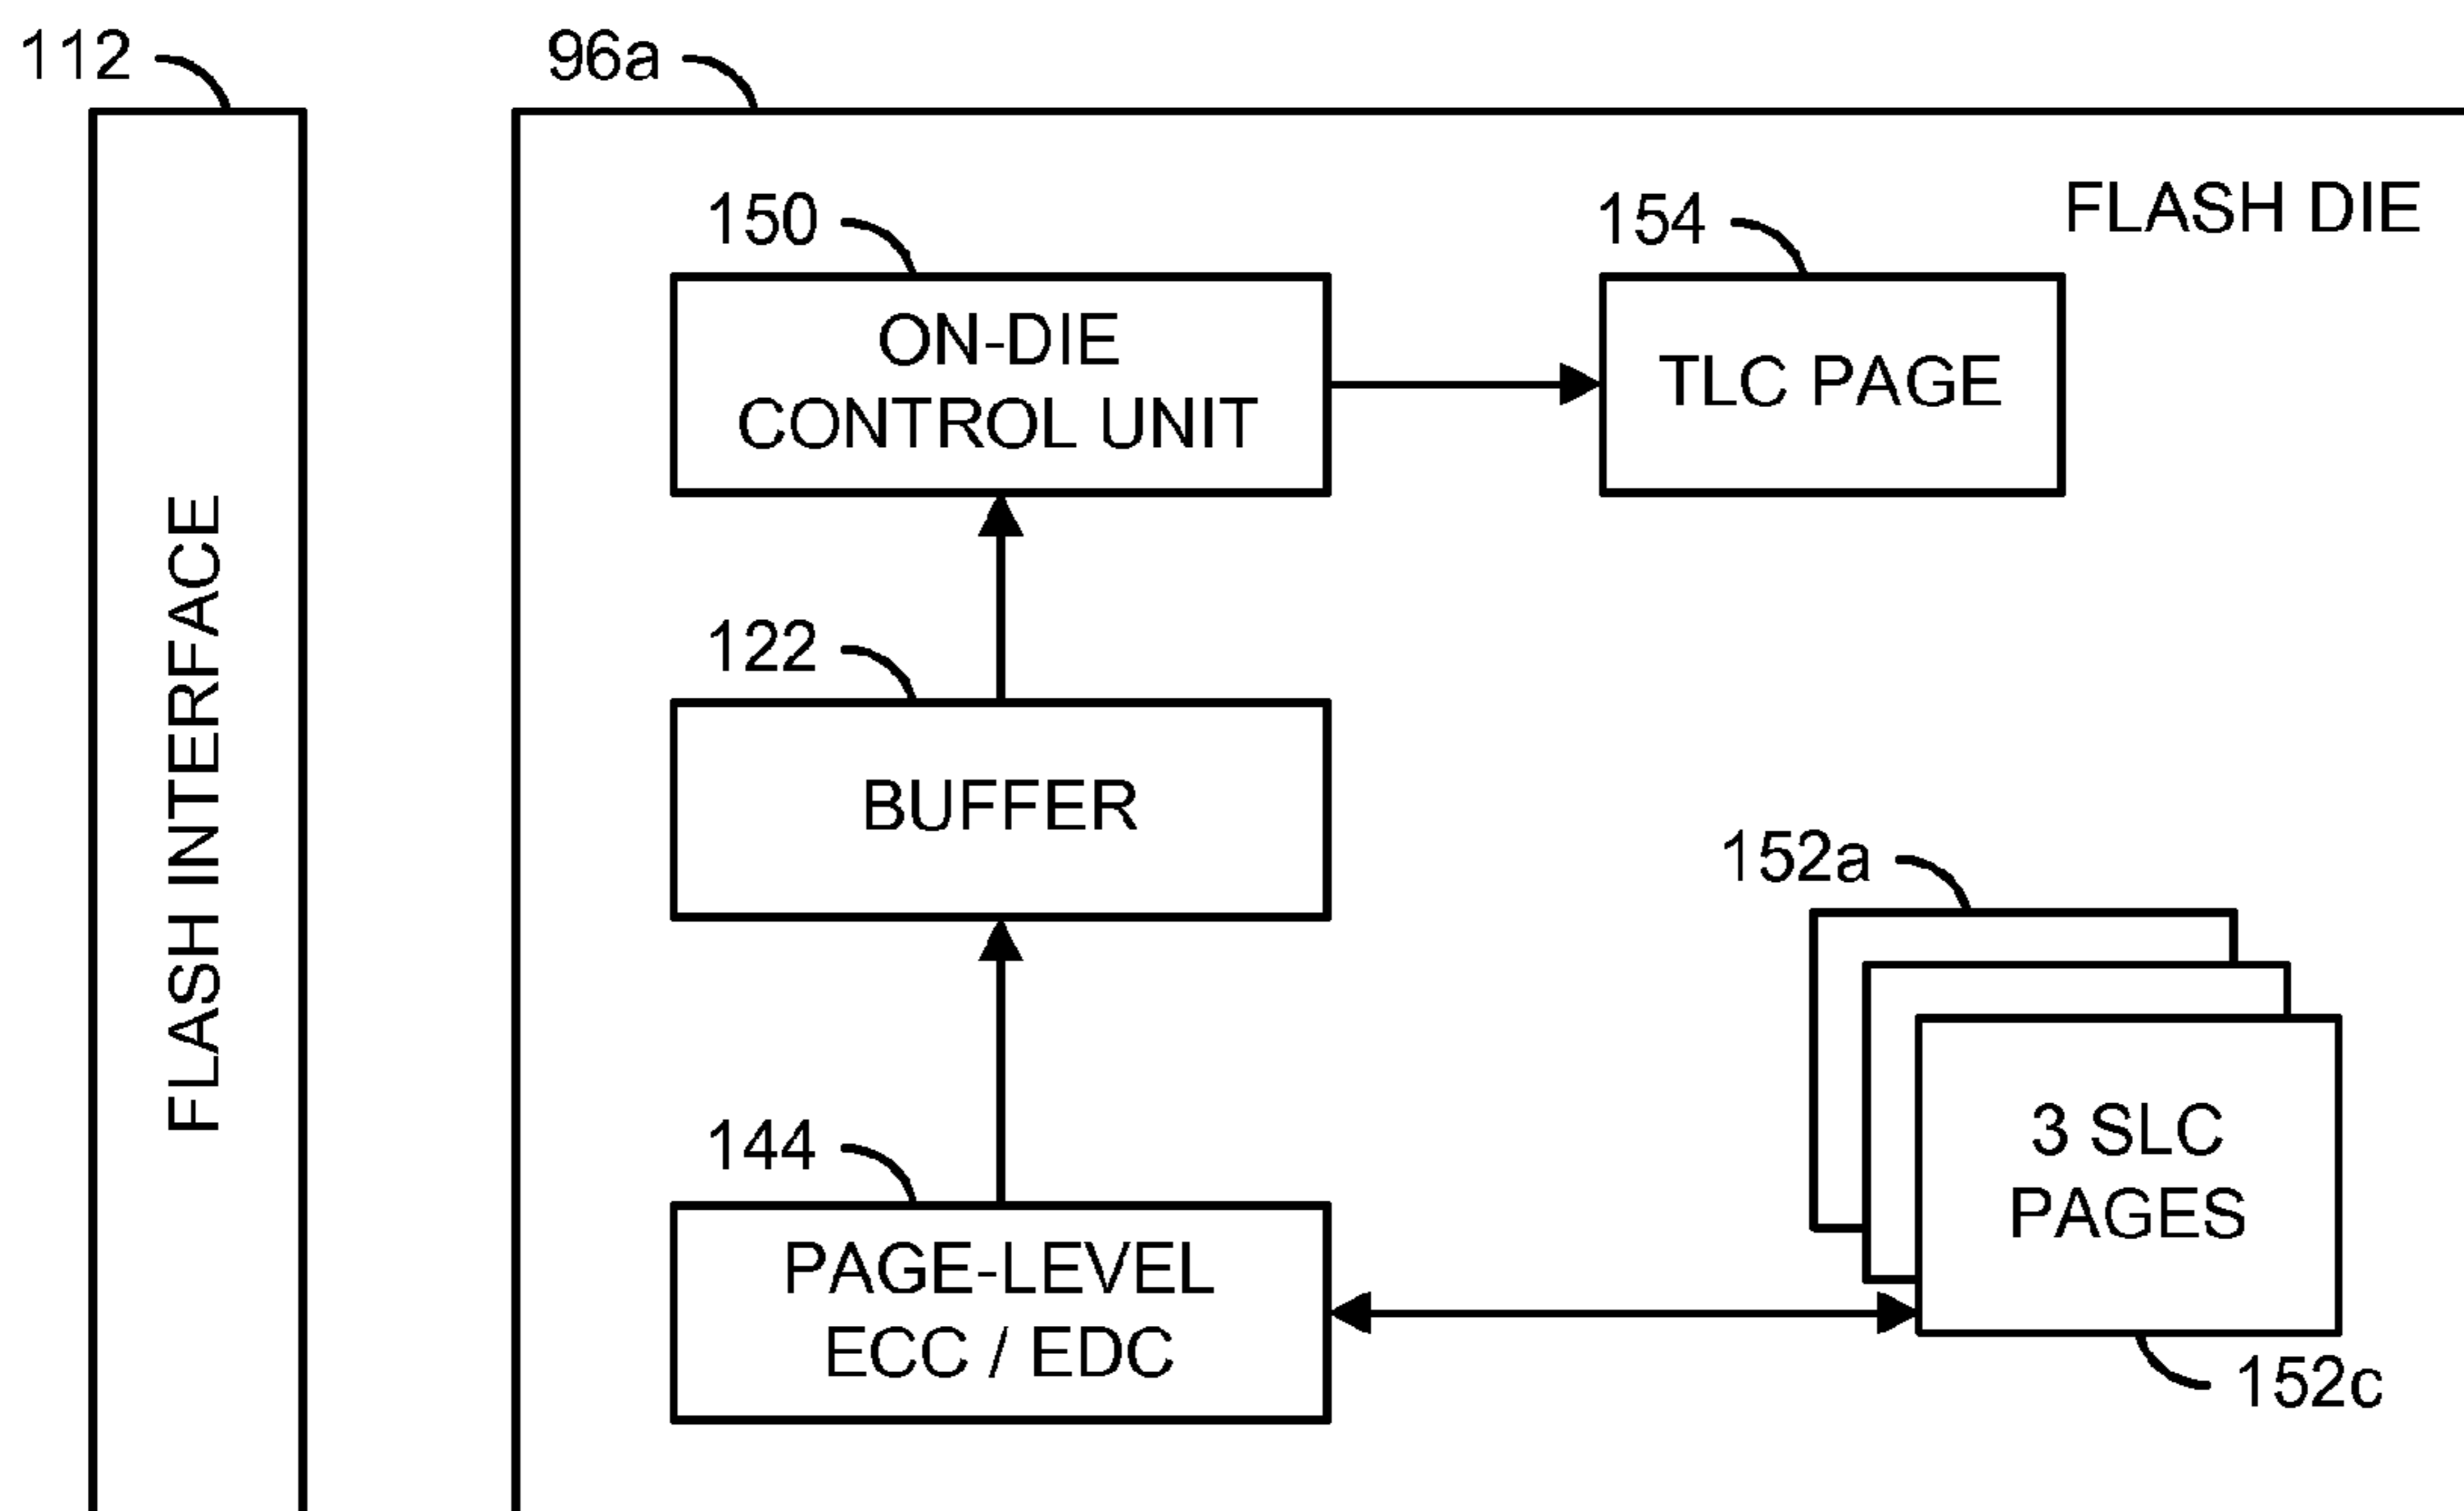 112
96a
FLASH DIE
150
154
ON-DIE
CONTROL UNIT
TLC PAGE
FLASH INTERFACE
122
BUFFER
152a
144
3 SLC
PAGES
PAGE-LEVEL
ECC / EDC
152c